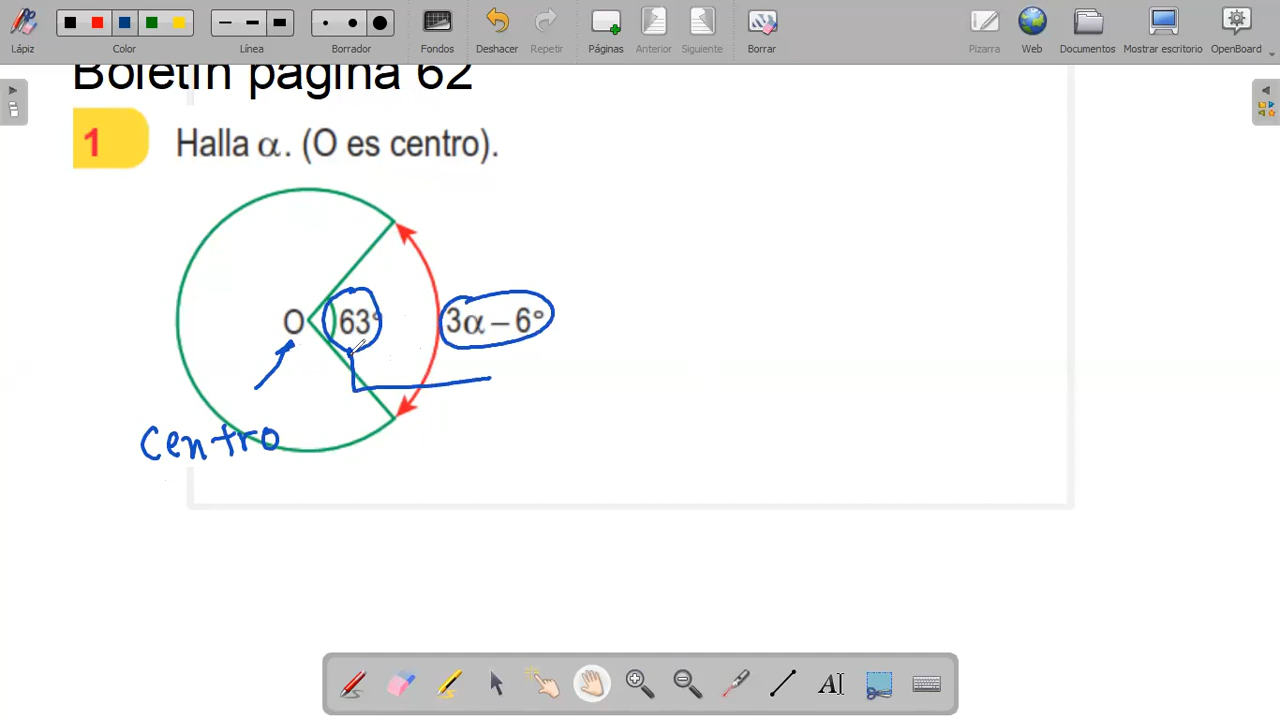 Lápiz Color Línea Borrador Fondos Deshacer Repetir Páginas Anterior Siguiente Borrar Pizarra Web Documentos Mostrar escritorio OpenBoard
Boletín página 62
1 Halla α. (O es centro).
O 63° 3α – 6°
Centro
AI